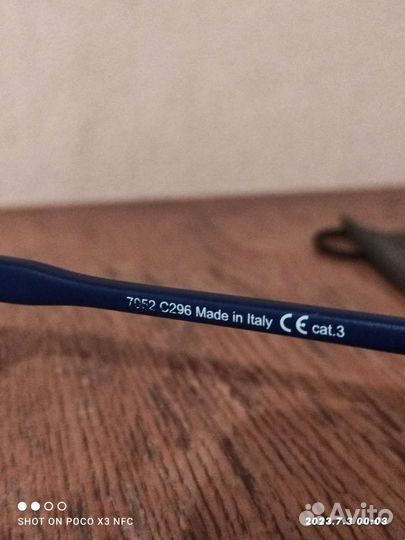 7052 C296 Made in Italy CE cat.3
SHOT ON POCO X3 NFC
2023.7.3 00:03
Avito